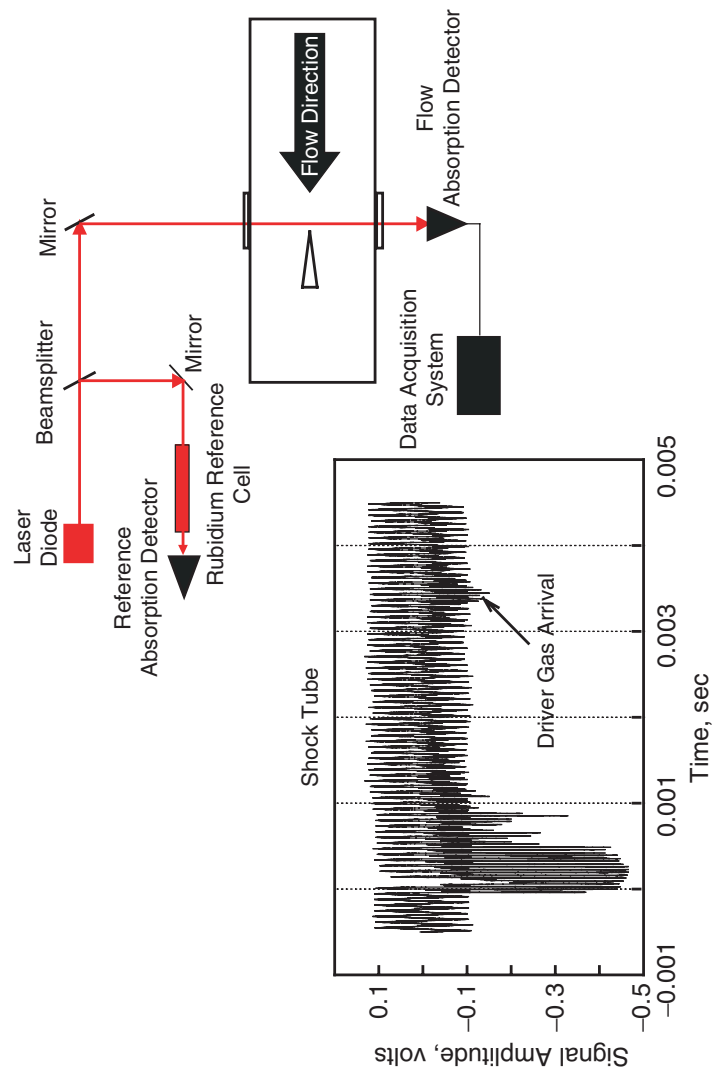 Laser
Diode
Beamsplitter
Mirror
Reference
Absorption Detector
Mirror
Rubidium Reference
Cell
Flow Direction
Flow
Absorption Detector
Data Acquisition
System
Shock Tube
Signal Amplitude, volts
0.1
−0.1
−0.3
−0.5
Driver Gas Arrival
−0.001
0.001
0.003
0.005
Time, sec